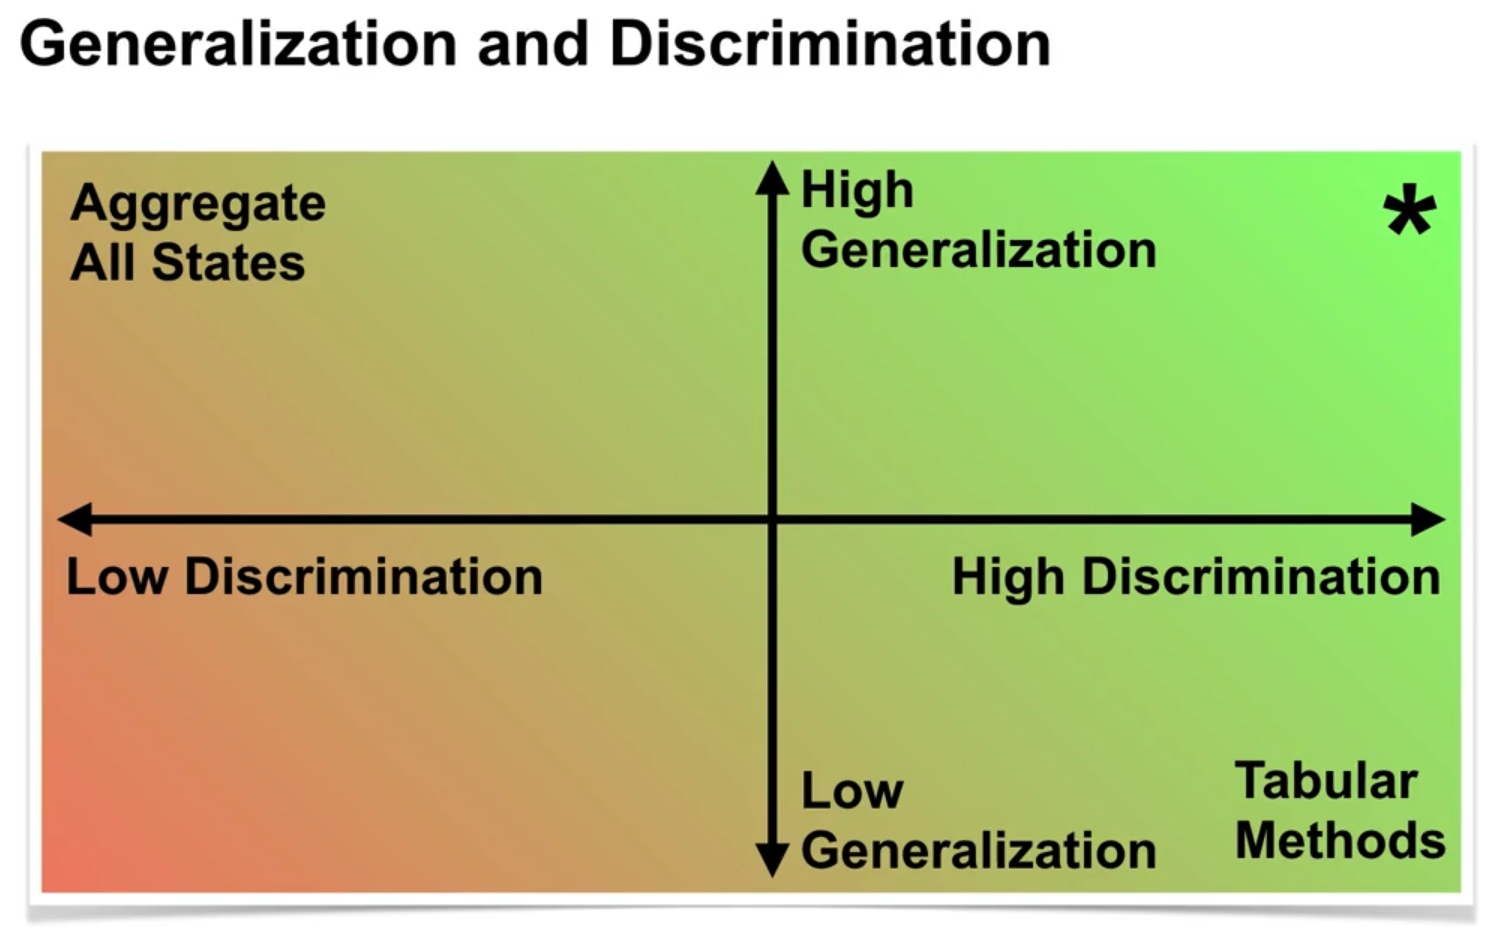 Generalization and Discrimination
Aggregate
All States
High
Generalization
*
Low Discrimination
High Discrimination
Low
Generalization
Tabular
Methods